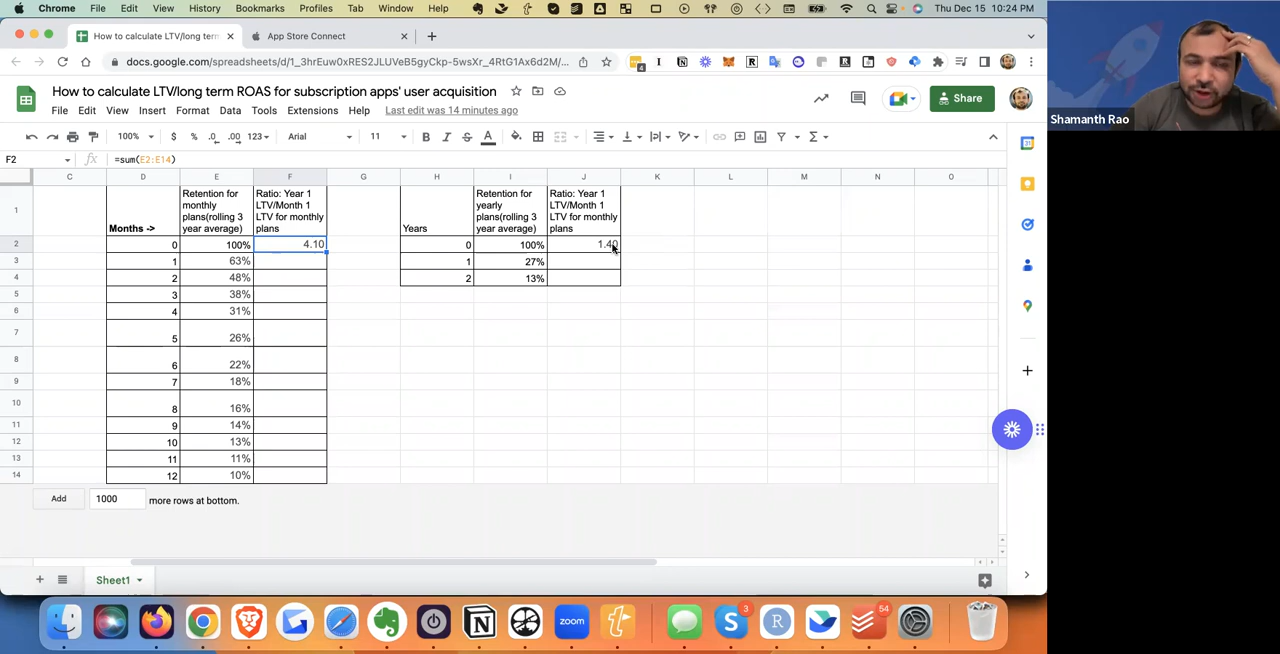 Chrome File Edit View History Bookmarks Profiles Tab Window Help Thu Dec 15 10:24 PM
How to calculate LTV/long term
App Store Connect
docs.google.com/spreadsheets/d/1_3hrEuw0xRES2JLUVeB5gyCkp-5wsXr_4RtG1Ax6d2M/...
4
How to calculate LTV/long term ROAS for subscription apps' user acquisition
File Edit View Insert Format Data Tools Extensions Help Last edit was 14 minutes ago
Share
100% $ % .0 .00 123 Arial 11 B I S A
F2 fx =sum(E2:E14)
C D E F G H I J K L M N O
1 Months -> Retention for monthly plans(rolling 3 year average) Ratio: Year 1 LTV/Month 1 LTV for monthly plans Years Retention for yearly plans(rolling 3 year average) Ratio: Year 1 LTV/Month 1 LTV for monthly plans
2 0 100% 4.10 0 100% 1.40
3 1 63% 1 27%
4 2 48% 2 13%
5 3 38%
6 4 31%
7 5 26%
8 6 22%
9 7 18%
10 8 16%
11 9 14%
12 10 13%
13 11 11%
14 12 10%
Add 1000 more rows at bottom.
Sheet1
31
Shamanth Rao
zoom
3
S
R
54